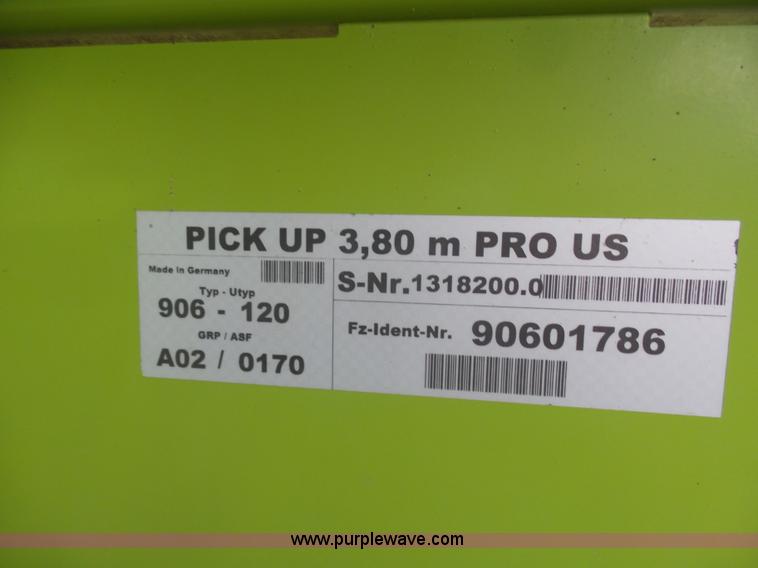 PICK UP 3,80 m PRO US
Made in Germany
Typ - Utyp
906 - 120
GRP / ASF
A02 / 0170
S-Nr.1318200.0
Fz-Ident-Nr. 90601786
www.purplewave.com